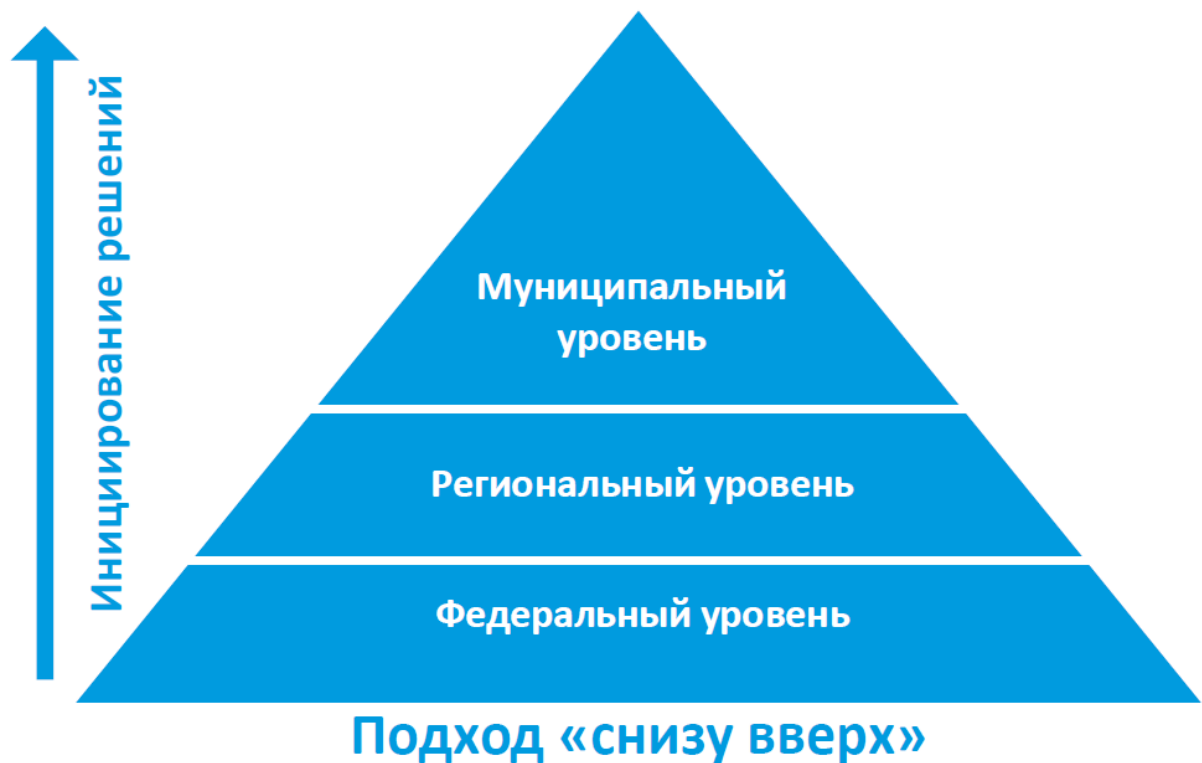 Инициирование решений
Муниципальный
уровень
Региональный уровень
Федеральный уровень
Подход «снизу вверх»